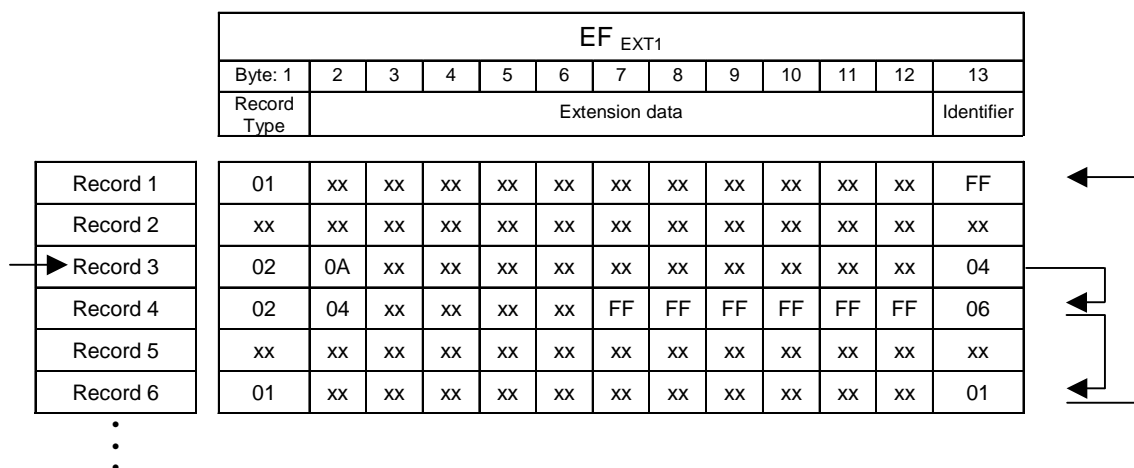 EF EXT1
Byte: 1 2 3 4 5 6 7 8 9 10 11 12 13
Record Type Extension data Identifier
Record 1 01 xx xx xx xx xx xx xx xx xx xx xx FF
Record 2 xx xx xx xx xx xx xx xx xx xx xx xx xx
Record 3 02 0A xx xx xx xx xx xx xx xx xx xx 04
Record 4 02 04 xx xx xx xx FF FF FF FF FF FF 06
Record 5 xx xx xx xx xx xx xx xx xx xx xx xx xx
Record 6 01 xx xx xx xx xx xx xx xx xx xx xx 01